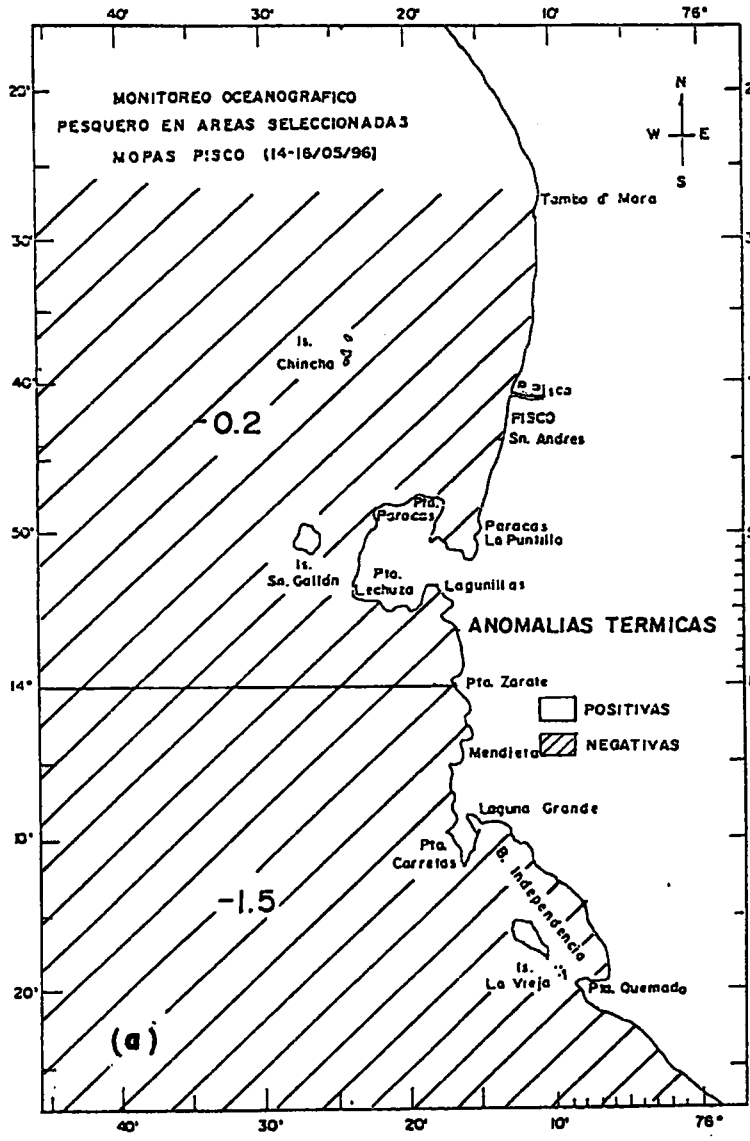 40' 20° 10° 76°
MONITOREO OCEANOGRAFICO
PESQUERO EN AREAS SELECCIONADAS
MOPAS PISCO (14-16/05/96)
N
W E
S
20'
Tambo d' Mora
30'
Is.
Chincha
40'
R. Pisco
PISCO
Sn. Andres
-0.2
Pta.
Paracas
Paracas
La Puntilla
50°
Is.
Sn. Gallán
Pta.
Lechuza
Lagunillas
ANOMALIAS TERMICAS
14°
Pta. Zarate
POSITIVAS
NEGATIVAS
Mendieta
Laguna Grande
10'
Pta.
Carretas
B. Independencia
-1.5
Is.
La Vieja
Pta. Quemado
20'
(a)
40' 20° 10° 76°